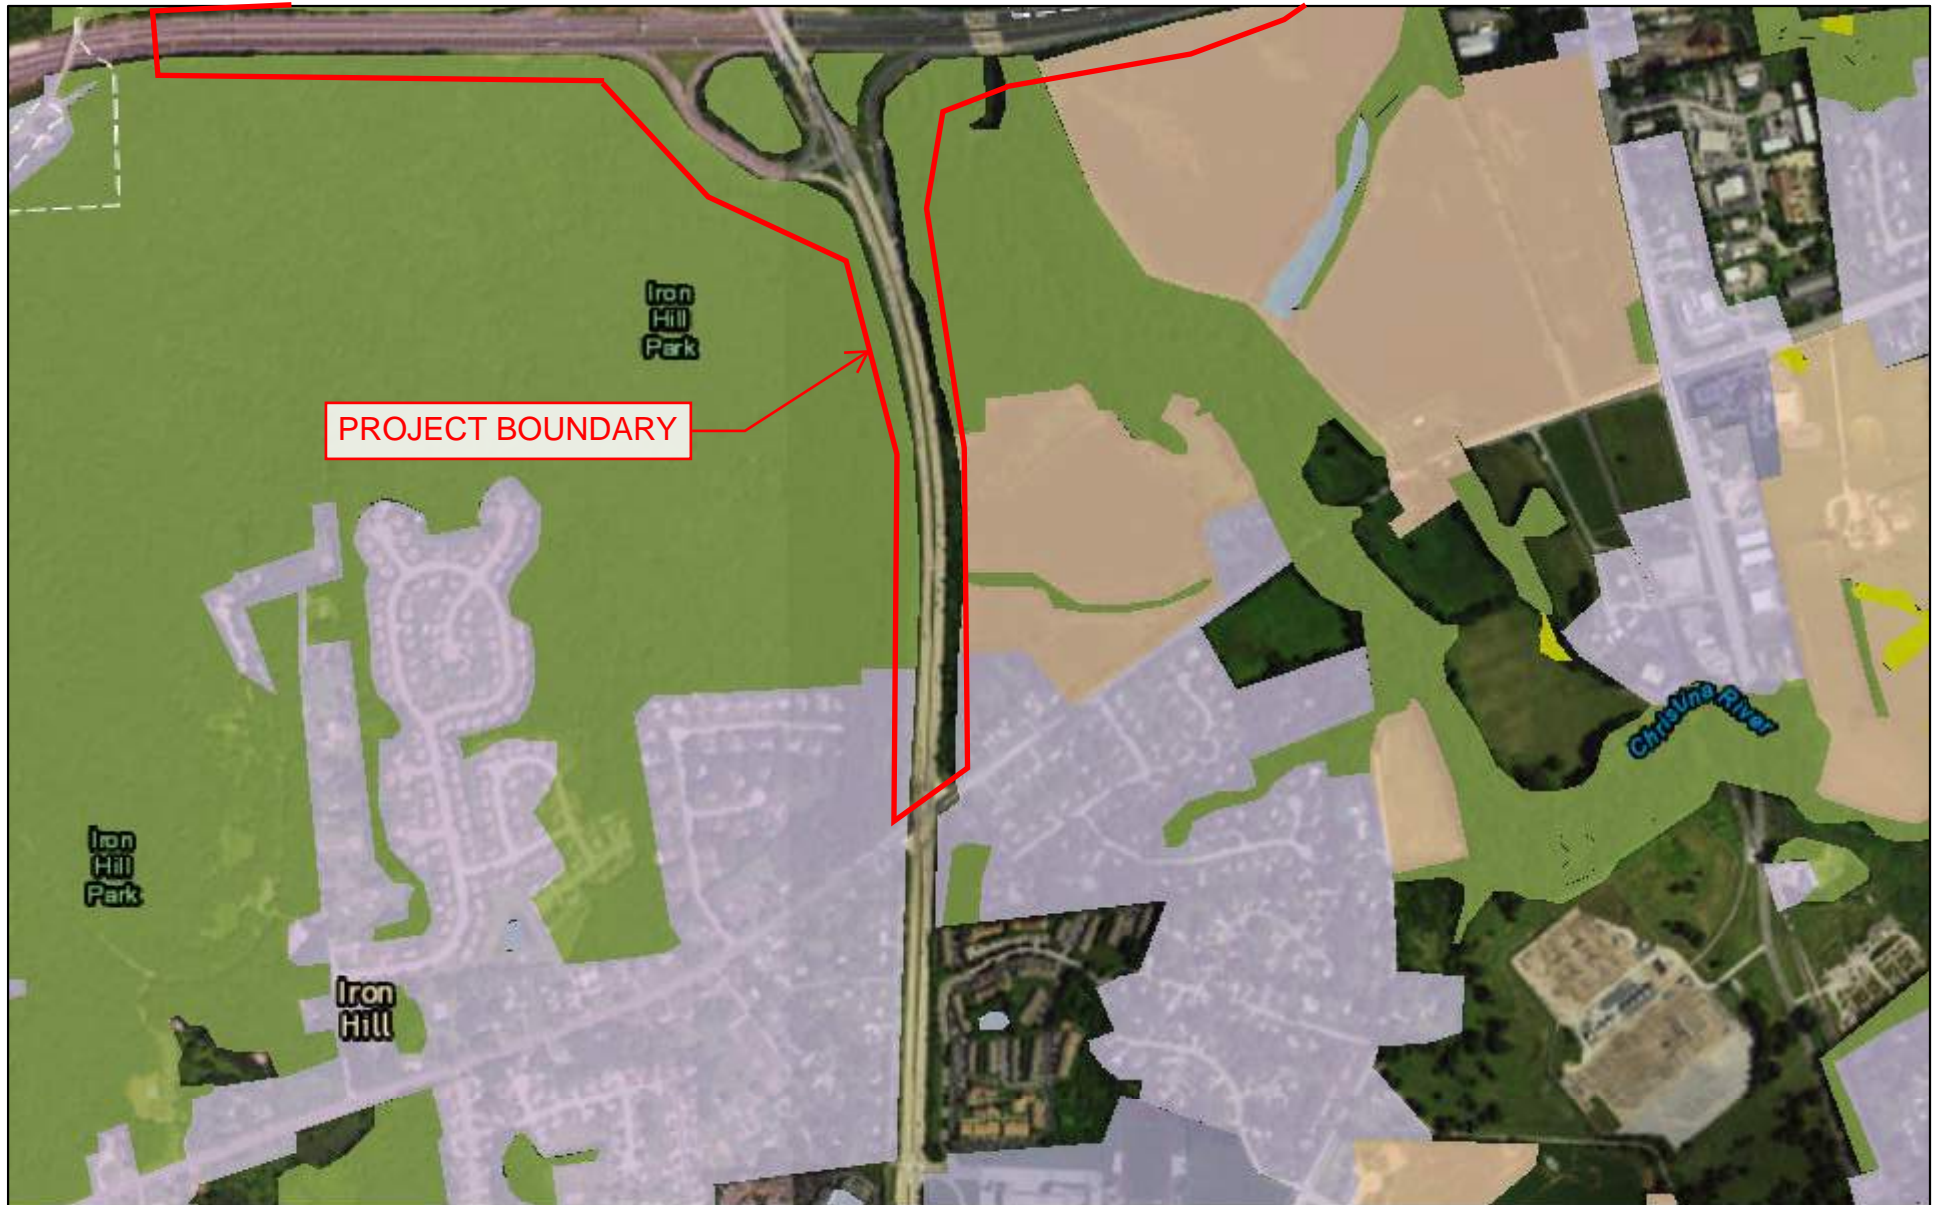 Iron
Hill
Park
PROJECT BOUNDARY
Christina River
Iron
Hill
Park
Iron
Hill